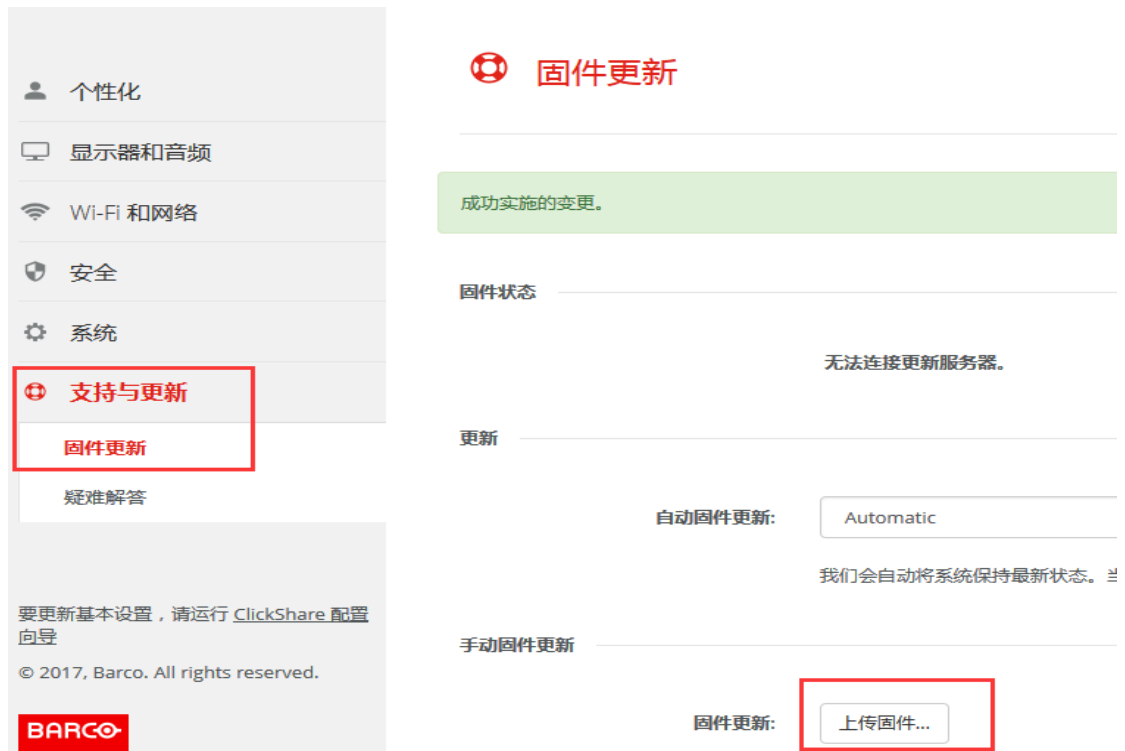 个性化
显示器和音频
Wi-Fi 和网络
安全
系统
支持与更新
固件更新
疑难解答
要更新基本设置，请运行 ClickShare 配置
向导
© 2017, Barco. All rights reserved.
BARCO
固件更新
成功实施的变更。
固件状态
无法连接更新服务器。
更新
自动固件更新:
Automatic
我们会自动将系统保持最新状态。
手动固件更新
固件更新:
上传固件...